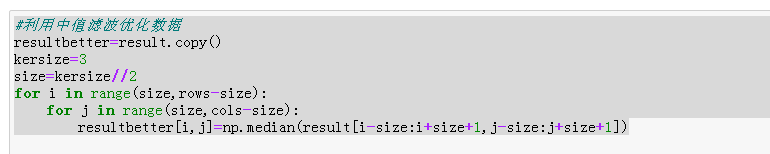 #利用中值滤波优化数据
resultbetter=result.copy()
kersize=3
size=kersize//2
for i in range(size,rows-size):
    for j in range(size,cols-size):
        resultbetter[i,j]=np.median(result[i-size:i+size+1,j-size:j+size+1])